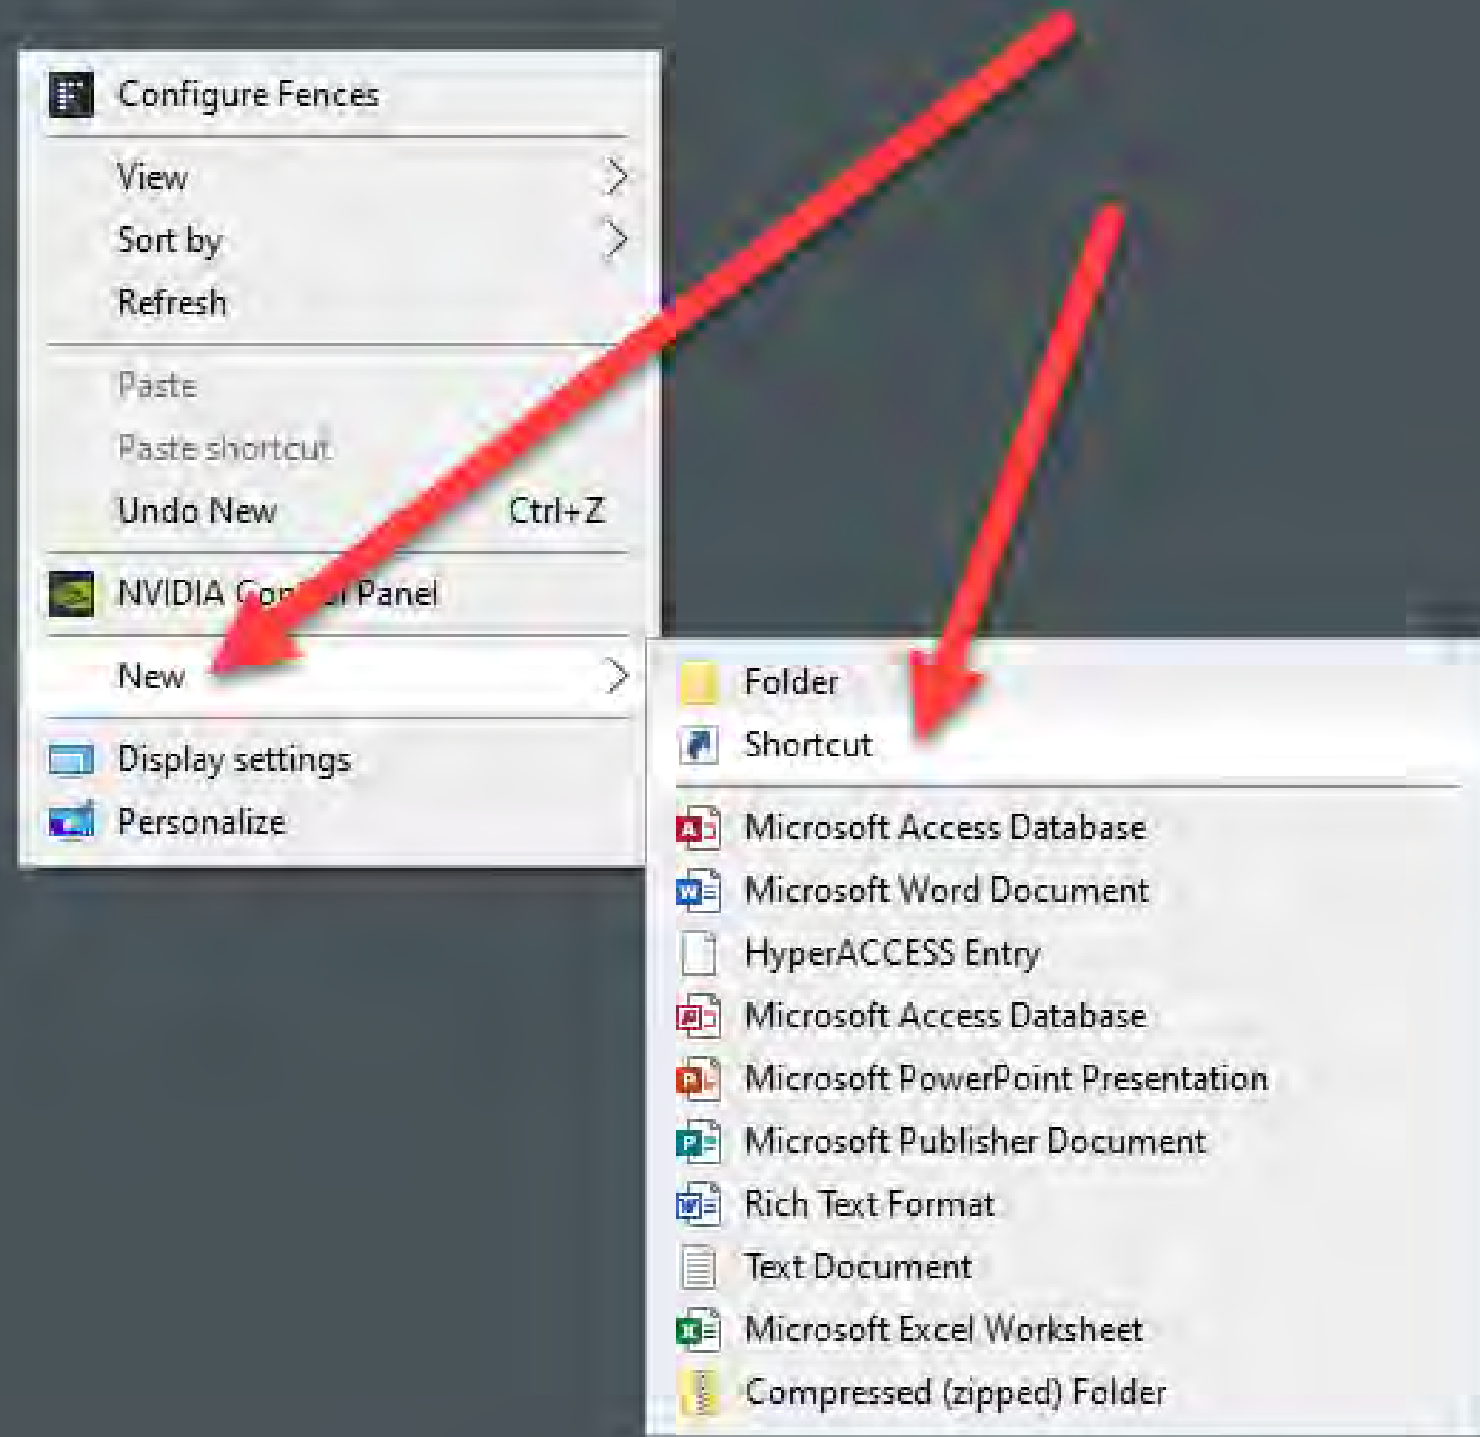 Configure Fences
View
Sort by
Refresh
Paste
Paste shortcut
Undo New Ctrl+Z
NVIDIA Panel
New
Display settings
Personalize
Folder
Shortcut
Microsoft Access Database
Microsoft Word Document
HyperACCESS Entry
Microsoft Access Database
Microsoft PowerPoint Presentation
Microsoft Publisher Document
Rich Text Format
Text Document
Microsoft Excel Worksheet
Compressed (zipped) Folder